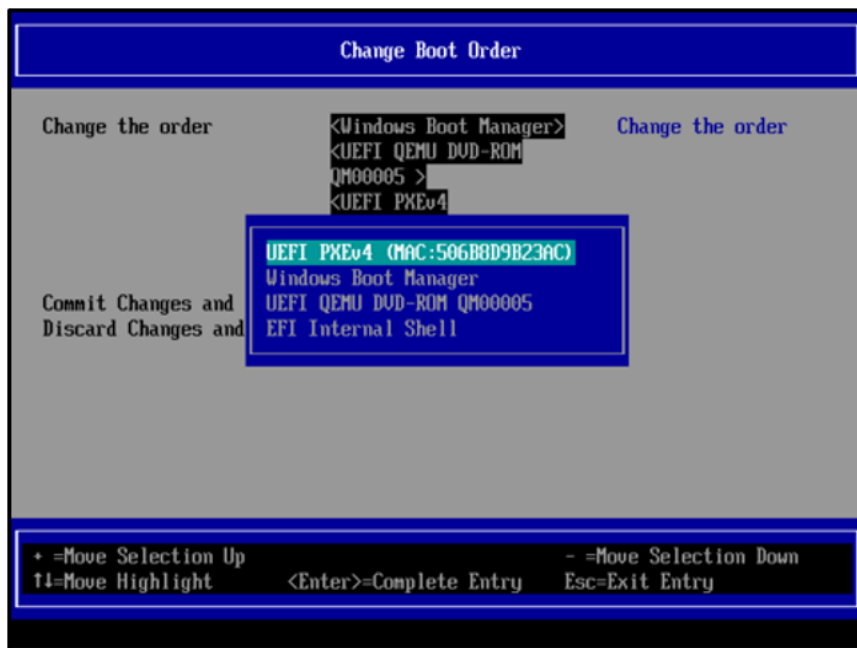 Change Boot Order
Change the order
<Windows Boot Manager>
Change the order
<UEFI QEMU DVD-ROM
QM00005 >
<UEFI PXEv4
UEFI PXEv4 (MAC:506B8D9B23AC)
Windows Boot Manager
UEFI QEMU DVD-ROM QM00005
EFI Internal Shell
Commit Changes and
Discard Changes and
+ =Move Selection Up
- =Move Selection Down
↑↓=Move Highlight
<Enter>=Complete Entry
Esc=Exit Entry